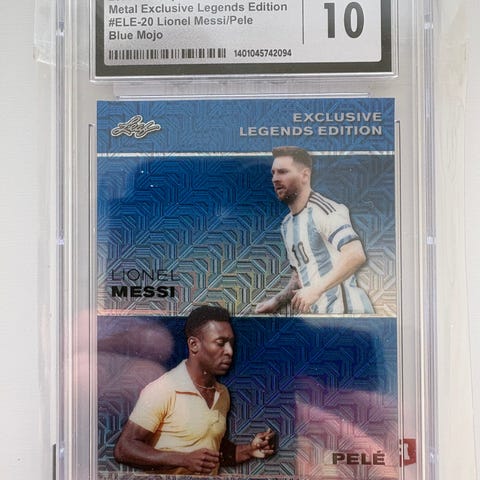 Metal Exclusive Legends Edition
10
#ELE-20 Lionel Messi/Pele
Blue Mojo
1401045742094
Leaf
EXCLUSIVE
LEGENDS EDITION
10
LIONEL
MESSI
PELÉ